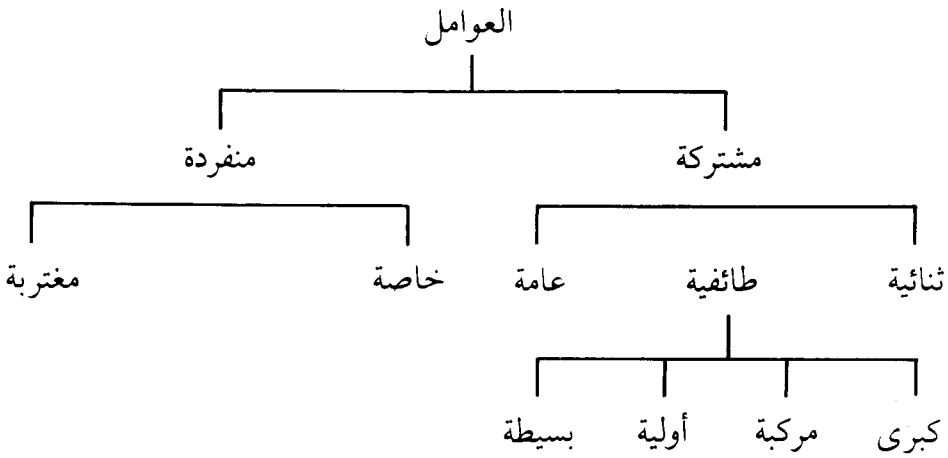 العوامل
مشتركة منفردة
ثنائية طائفية عامة خاصة مغتربة
كبرى مركبة أولية بسيطة